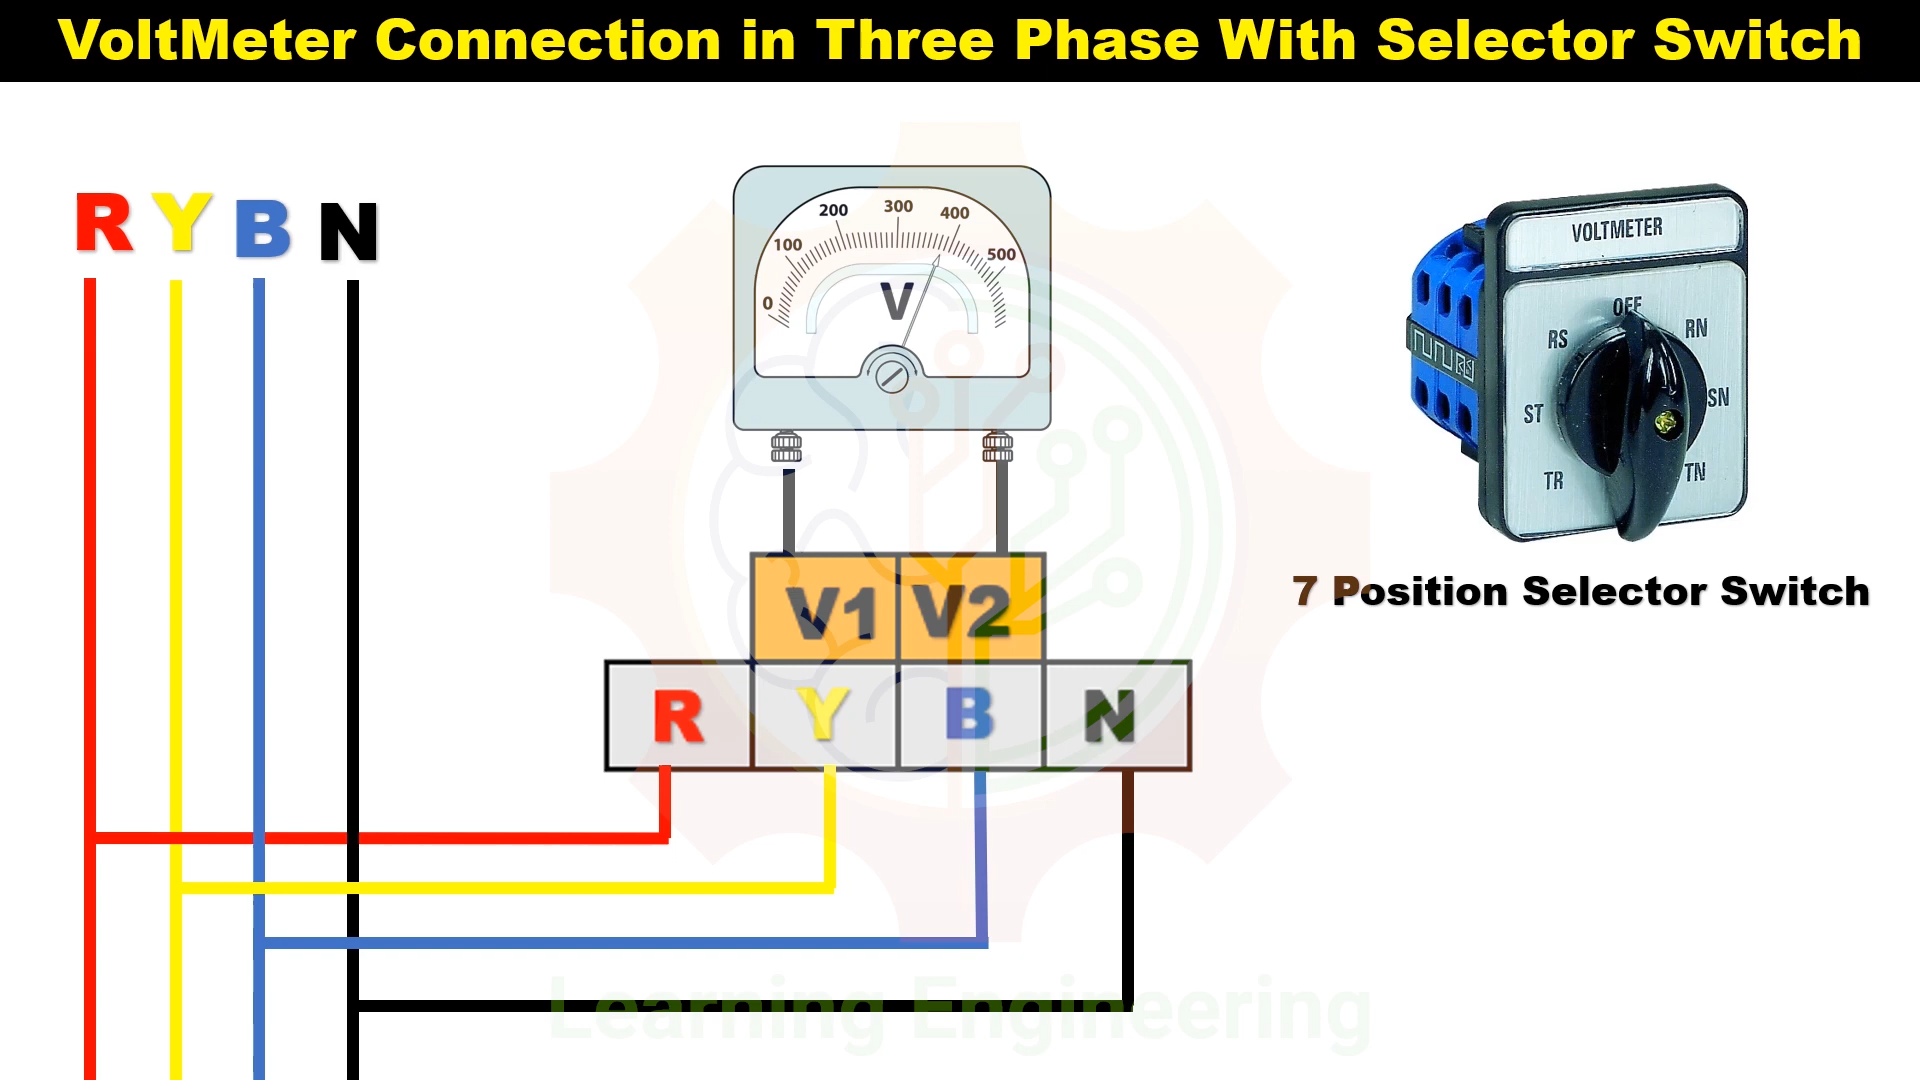 VoltMeter Connection in Three Phase With Selector Switch
R Y B N
0 100 200 300 400 500
V
VOLTMETER
OFF
RS RN
ST SN
TR TN
7 Position Selector Switch
V1 V2
R Y B N
Learning Engineering